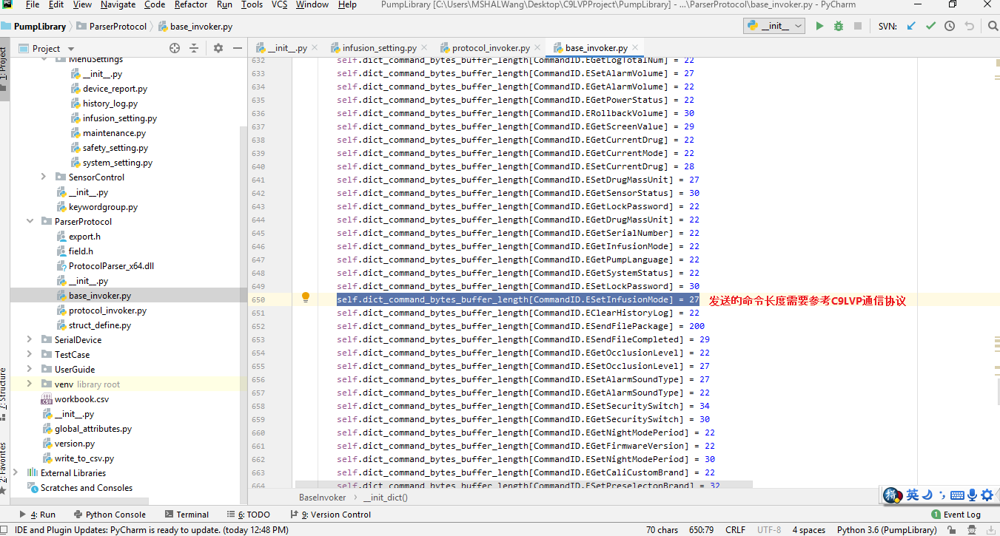 File Edit View Navigate Code Refactor Run Tools VCS Window Help PumpLibrary [C:\Users\MSHALWang\Desktop\C9LVPProject\PumpLibrary] - ...\ParserProtocol\base_invoker.py - PyCharm
PumpLibrary ParserProtocol base_invoker.py __init__ SVN:
1: Project
7: Structure
2: Favorites
Project
MenuSettings
__init__.py
device_report.py
history_log.py
infusion_setting.py
maintenance.py
safety_setting.py
system_setting.py
SensorControl
__init__.py
keywordgroup.py
ParserProtocol
export.h
field.h
ProtocolParser_x64.dll
__init__.py
base_invoker.py
protocol_invoker.py
struct_define.py
SerialDevice
TestCase
UserGuide
venv library root
workbook.csv
__init__.py
global_attributes.py
version.py
write_to_csv.py
External Libraries
Scratches and Consoles
__init__.py infusion_setting.py protocol_invoker.py base_invoker.py
632 self.dict_command_bytes_buffer_length[CommandID.EGetLogTotalNum] = 22
633 self.dict_command_bytes_buffer_length[CommandID.ESetAlarmVolume] = 27
634 self.dict_command_bytes_buffer_length[CommandID.EGetAlarmVolume] = 22
635 self.dict_command_bytes_buffer_length[CommandID.EGetPowerStatus] = 22
636 self.dict_command_bytes_buffer_length[CommandID.ERollbackVolume] = 30
637 self.dict_command_bytes_buffer_length[CommandID.EGetScreenValue] = 29
638 self.dict_command_bytes_buffer_length[CommandID.EGetCurrentDrug] = 22
639 self.dict_command_bytes_buffer_length[CommandID.EGetCurrentMode] = 22
640 self.dict_command_bytes_buffer_length[CommandID.ESetCurrentDrug] = 28
641 self.dict_command_bytes_buffer_length[CommandID.ESetDrugMassUnit] = 27
642 self.dict_command_bytes_buffer_length[CommandID.EGetSensorStatus] = 30
643 self.dict_command_bytes_buffer_length[CommandID.EGetLockPassword] = 22
644 self.dict_command_bytes_buffer_length[CommandID.EGetDrugMassUnit] = 22
645 self.dict_command_bytes_buffer_length[CommandID.EGetSerialNumber] = 22
646 self.dict_command_bytes_buffer_length[CommandID.EGetInfusionMode] = 22
647 self.dict_command_bytes_buffer_length[CommandID.EGetPumpLanguage] = 22
648 self.dict_command_bytes_buffer_length[CommandID.EGetSystemStatus] = 22
649 self.dict_command_bytes_buffer_length[CommandID.ESetLockPassword] = 30
650 self.dict_command_bytes_buffer_length[CommandID.ESetInfusionMode] = 27 发送的命令长度需要参考C9LVP通信协议
651 self.dict_command_bytes_buffer_length[CommandID.EClearHistoryLog] = 22
652 self.dict_command_bytes_buffer_length[CommandID.ESendFilePackage] = 200
653 self.dict_command_bytes_buffer_length[CommandID.ESendFileCompleted] = 29
654 self.dict_command_bytes_buffer_length[CommandID.EGetOcclusionLevel] = 22
655 self.dict_command_bytes_buffer_length[CommandID.ESetOcclusionLevel] = 27
656 self.dict_command_bytes_buffer_length[CommandID.ESetAlarmSoundType] = 27
657 self.dict_command_bytes_buffer_length[CommandID.EGetAlarmSoundType] = 22
658 self.dict_command_bytes_buffer_length[CommandID.ESetSecuritySwitch] = 34
659 self.dict_command_bytes_buffer_length[CommandID.EGetSecuritySwitch] = 30
660 self.dict_command_bytes_buffer_length[CommandID.EGetNightModePeriod] = 22
661 self.dict_command_bytes_buffer_length[CommandID.EGetFirmwareVersion] = 22
662 self.dict_command_bytes_buffer_length[CommandID.ESetNightModePeriod] = 30
663 self.dict_command_bytes_buffer_length[CommandID.EGetCaliCustomBrand] = 22
664 self.dict_command_bytes_buffer_length[CommandID.ESetPreselectonBrand] = 32
BaseInvoker __init_dict()
英
4: Run Python Console Terminal 6: TODO 9: Version Control 1 Event Log
IDE and Plugin Updates: PyCharm is ready to update. (today 12:48 PM) 70 chars 650:79 CRLF UTF-8 4 spaces Python 3.6 (PumpLibrary)